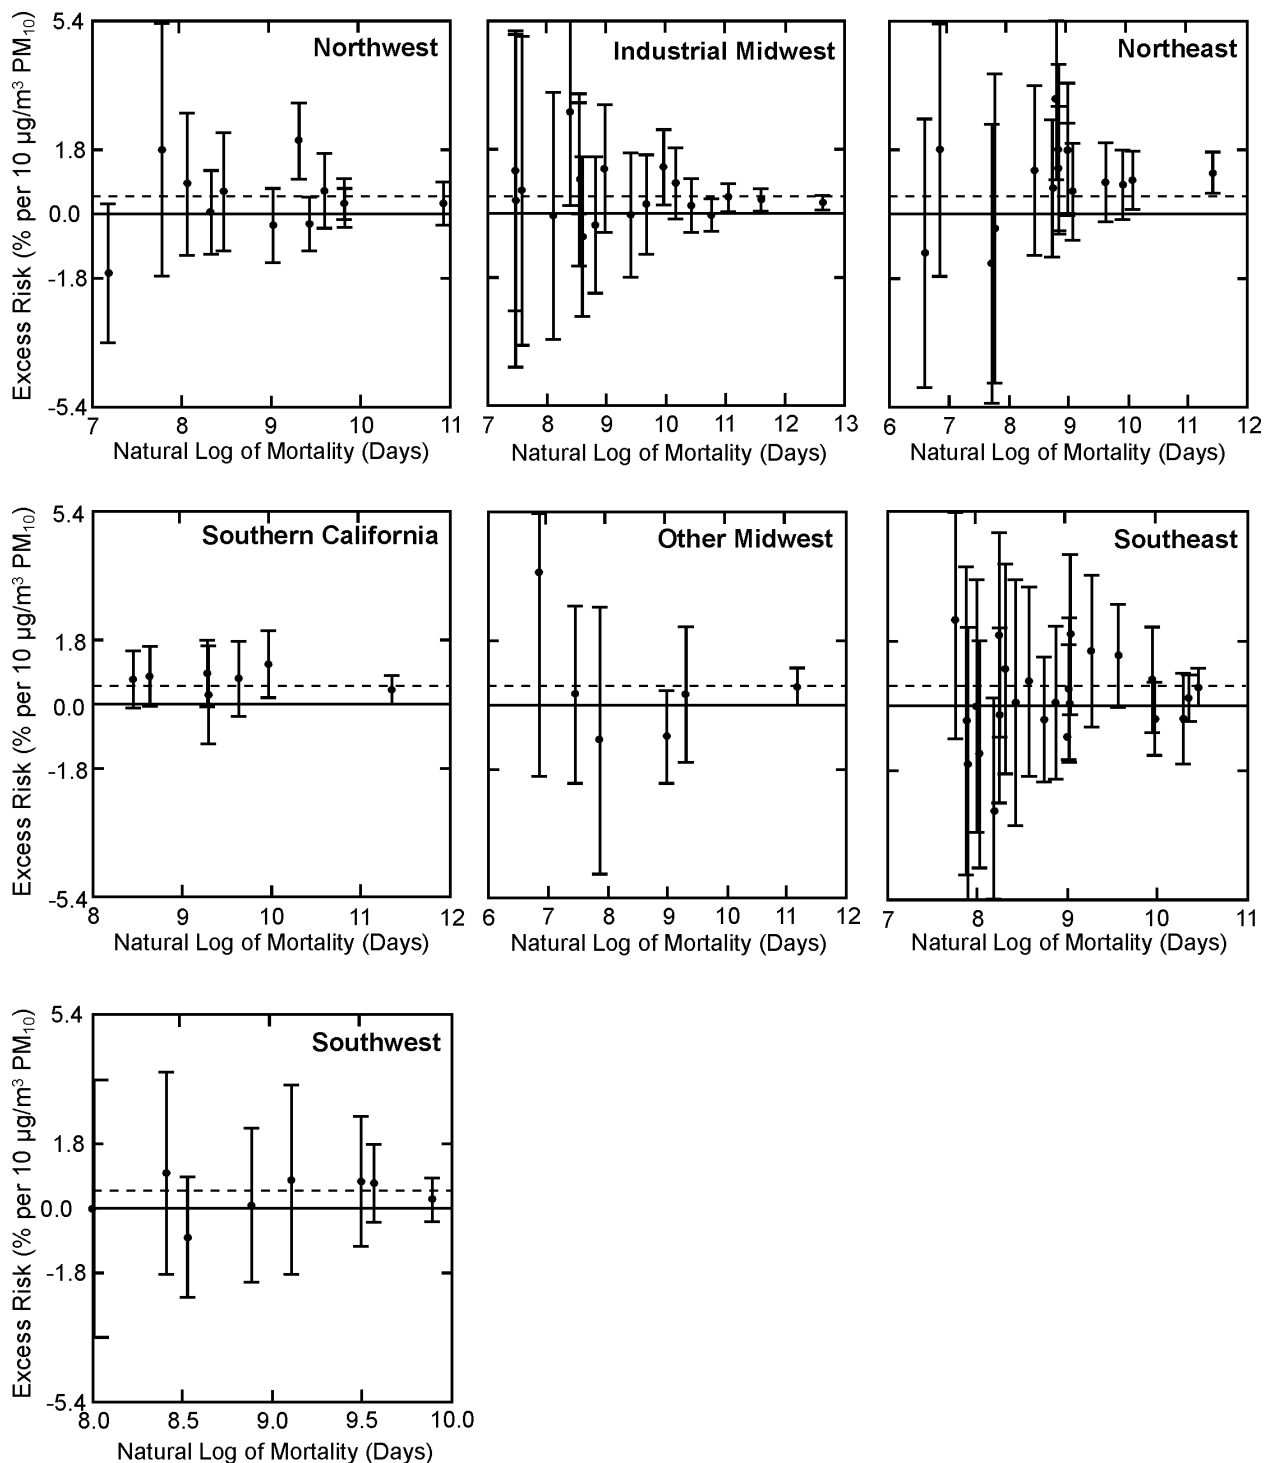 Northwest
Excess Risk (% per 10 µg/m³ PM₁₀)
5.4
1.8
0.0
-1.8
-5.4
7 8 9 10 11
Natural Log of Mortality (Days)
Industrial Midwest
7 8 9 10 11 12 13
Natural Log of Mortality (Days)
Northeast
6 7 8 9 10 11 12
Natural Log of Mortality (Days)
Southern California
Excess Risk (% per 10 µg/m³ PM₁₀)
5.4
1.8
0.0
-1.8
-5.4
8 9 10 11 12
Natural Log of Mortality (Days)
Other Midwest
6 7 8 9 10 11 12
Natural Log of Mortality (Days)
Southeast
7 8 9 10 11
Natural Log of Mortality (Days)
Southwest
Excess Risk (% per 10 µg/m³ PM₁₀)
5.4
1.8
0.0
-1.8
-5.4
8.0 8.5 9.0 9.5 10.0
Natural Log of Mortality (Days)